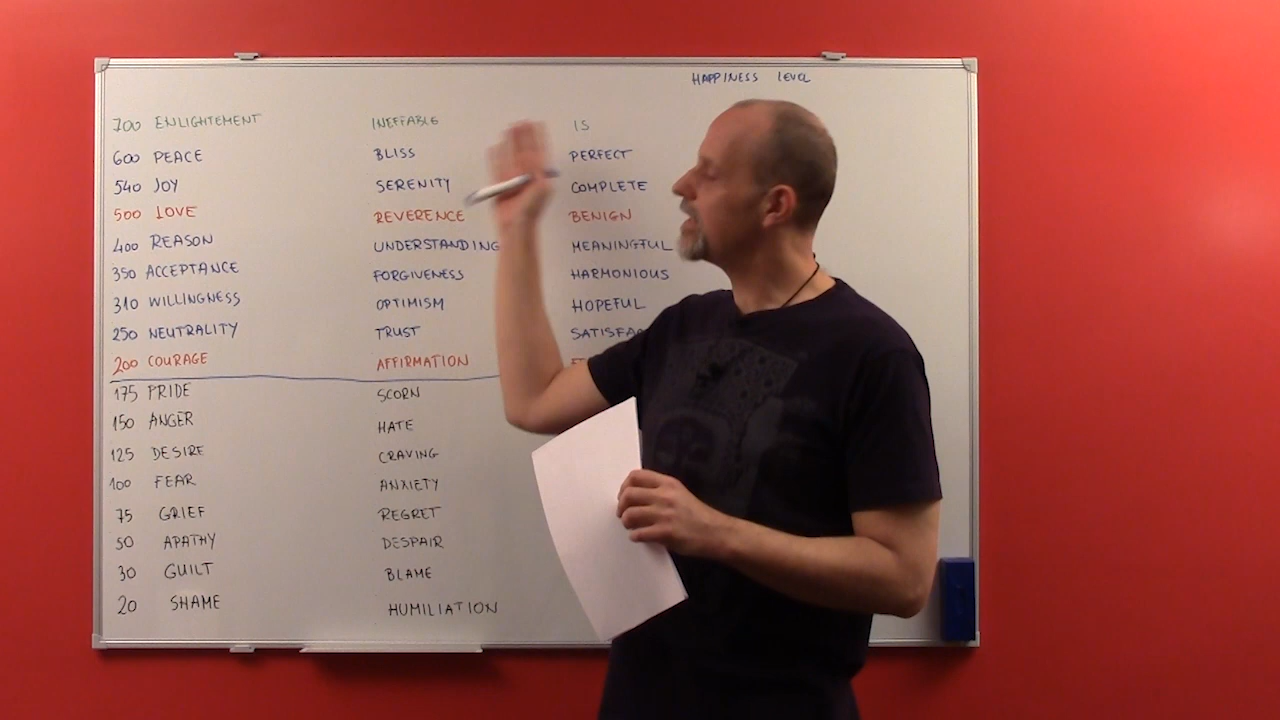 HAPPINESS LEVEL
700 ENLIGHTEMENT INEFFABLE IS
600 PEACE BLISS PERFECT
540 JOY SERENITY COMPLETE
500 LOVE REVERENCE BENIGN
400 REASON UNDERSTANDING MEANINGFUL
350 ACCEPTANCE FORGIVENESS HARMONIOUS
310 WILLINGNESS OPTIMISM HOPEFUL
250 NEUTRALITY TRUST
200 COURAGE AFFIRMATION
175 PRIDE SCORN
150 ANGER HATE
125 DESIRE CRAVING
100 FEAR ANXIETY
75 GRIEF REGRET
50 APATHY DESPAIR
30 GUILT BLAME
20 SHAME HUMILIATION